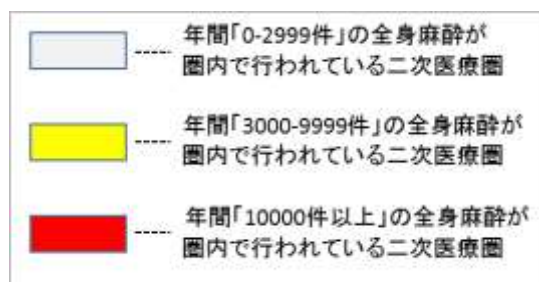 年間「0-2999件」の全身麻酔が
圏内で行われている二次医療圏
年間「3000-9999件」の全身麻酔が
圏内で行われている二次医療圏
年間「10000件以上」の全身麻酔が
圏内で行われている二次医療圏